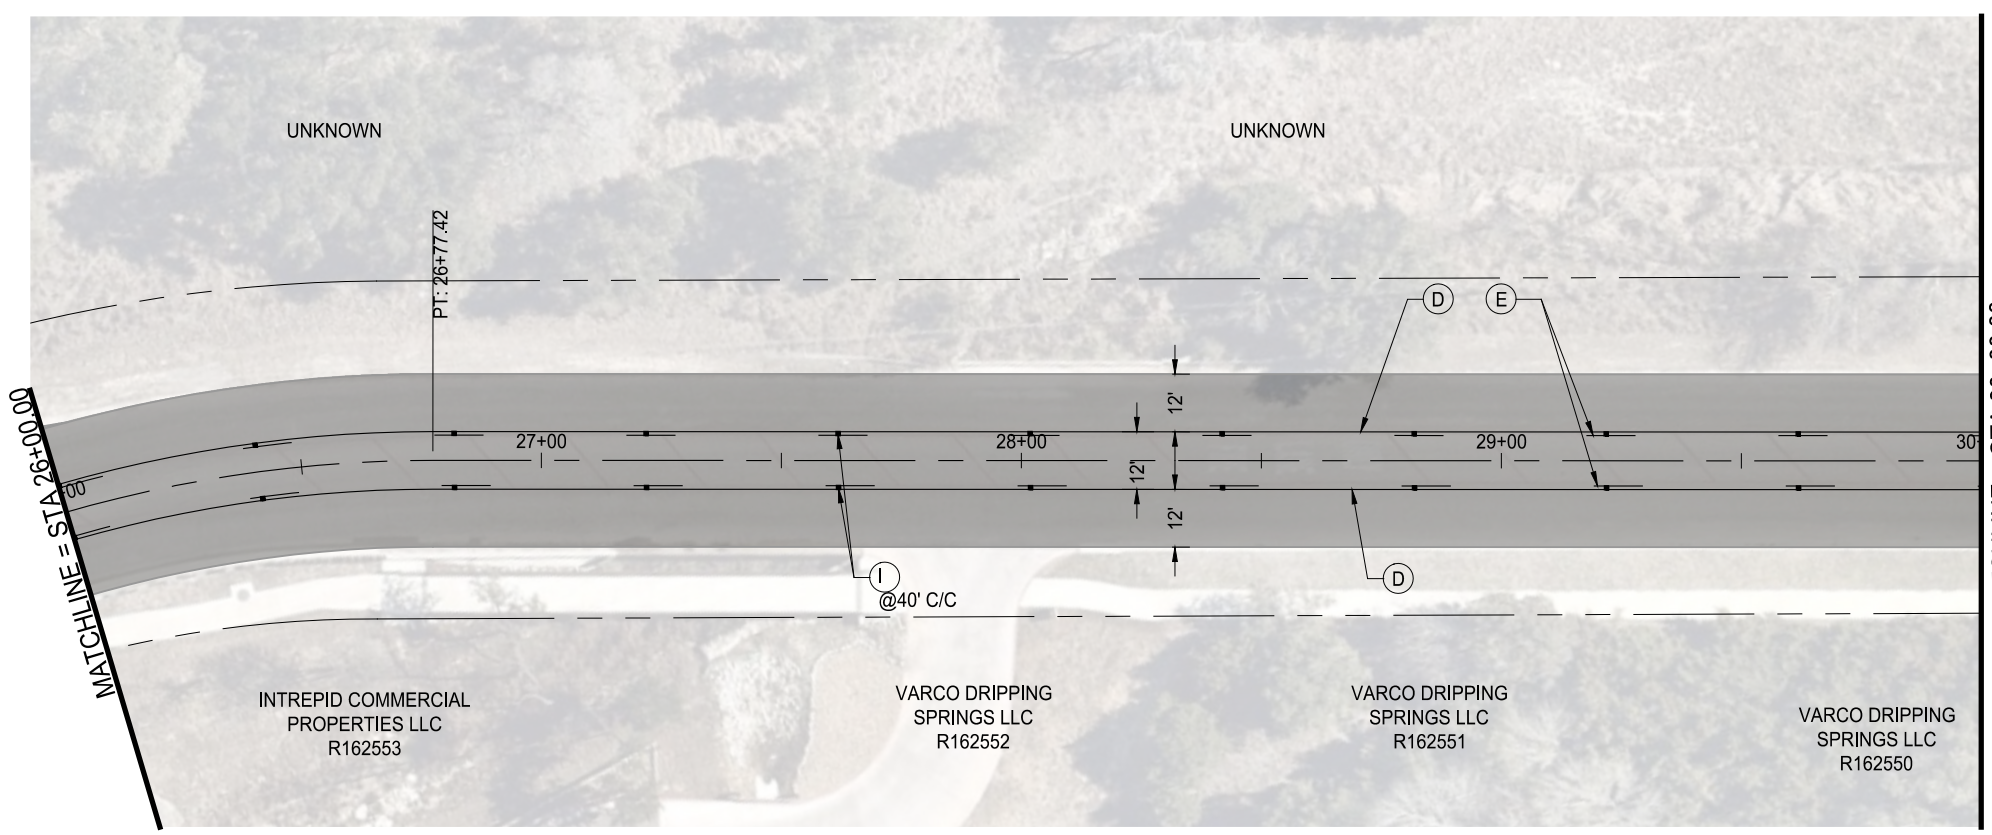 UNKNOWN
UNKNOWN
PT: 26+77.42
D
E
12'
27+00
28+00
29+00
30+
12'
12'
+00
MATCHLINE = STA 26+00.00
I
@40' C/C
D
INTREPID COMMERCIAL
PROPERTIES LLC
R162553
VARCO DRIPPING
SPRINGS LLC
R162552
VARCO DRIPPING
SPRINGS LLC
R162551
VARCO DRIPPING
SPRINGS LLC
R162550